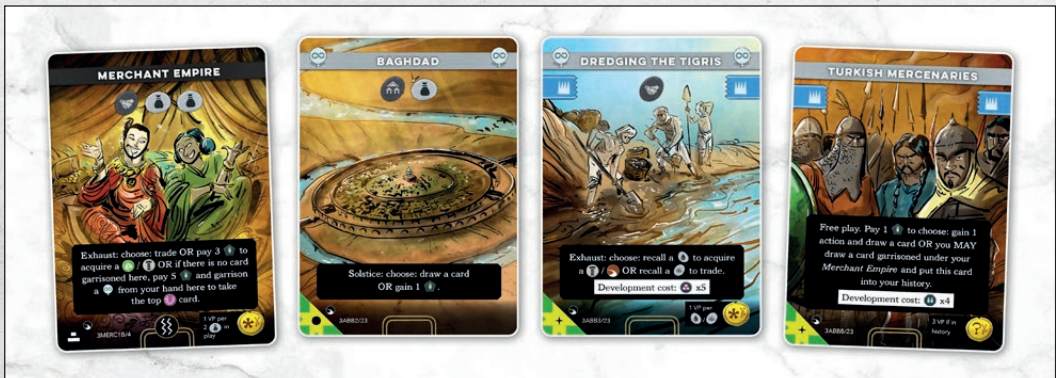 MERCHANT EMPIRE
Exhaust: choose: trade OR pay 3 to
acquire a / OR if there is no card
garrisoned here, pay 5 and garrison
a from your hand here to take
the top card.
3MERC1B/4
1 VP per
2 in
play
BAGHDAD
Solstice: choose: draw a card
OR gain 1 .
3ABB2/23
DREDGING THE TIGRIS
Exhaust: choose: recall a to acquire
a / OR recall a to trade.
Development cost: x5
3ABB3/23
1 VP per
/
TURKISH MERCENARIES
Free play. Pay 1 to choose: gain 1
action and draw a card OR you MAY
draw a card garrisoned under your
Merchant Empire and put this card
into your history.
Development cost: x4
3ABB8/23
3 VP if in
history
?